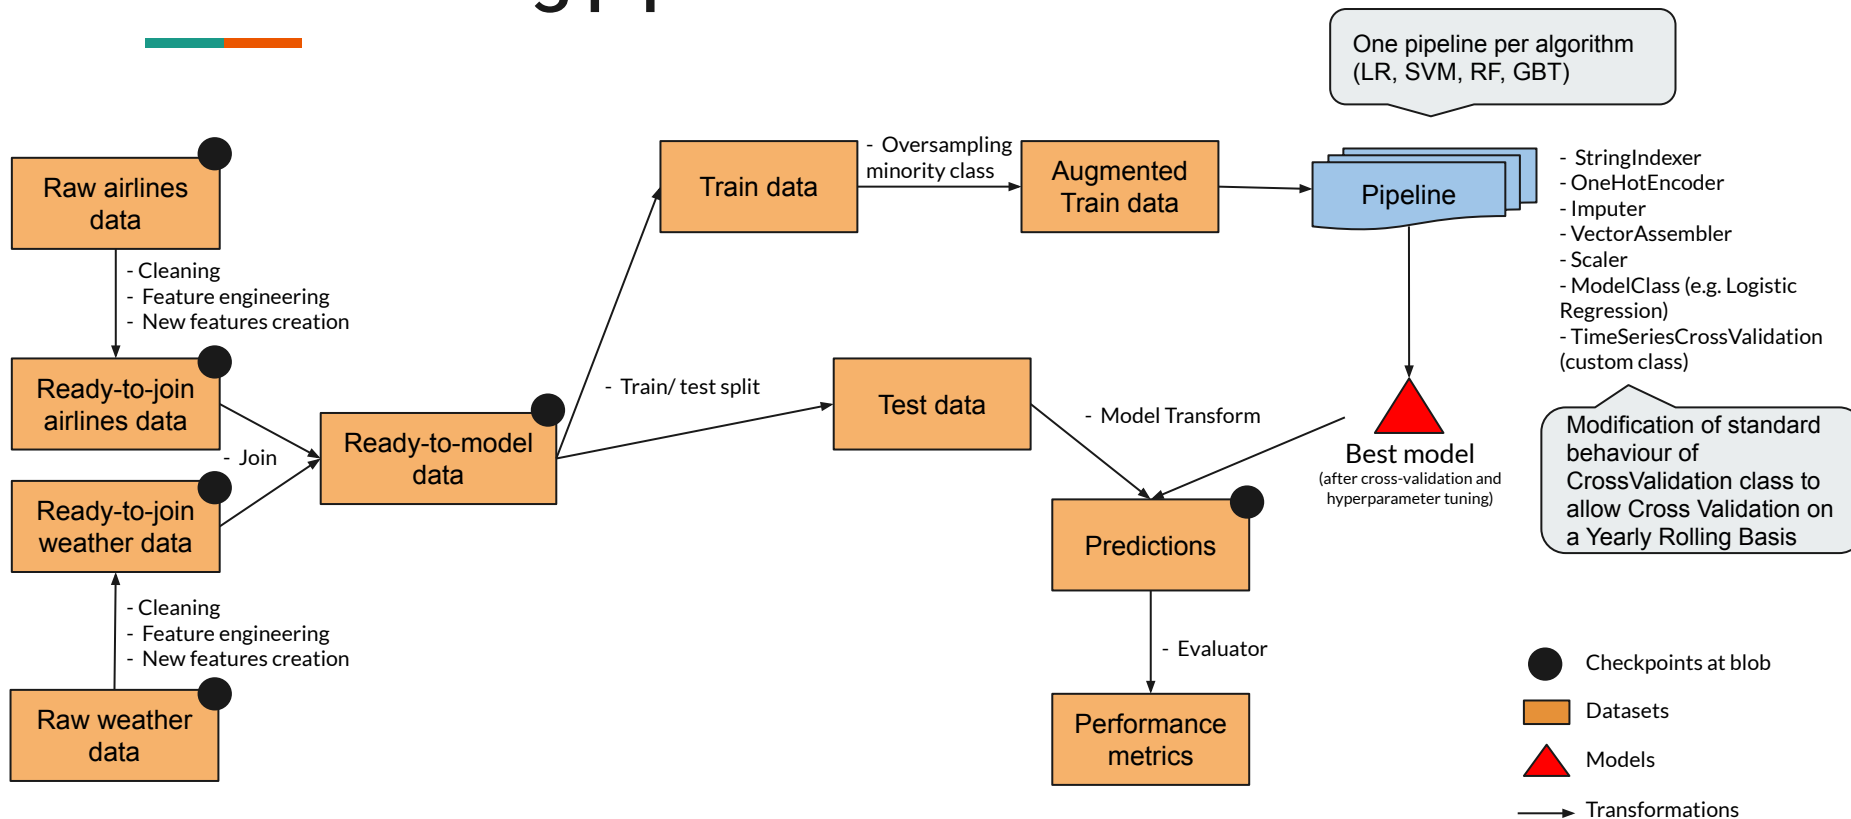 One pipeline per algorithm
(LR, SVM, RF, GBT)
Raw airlines
data
- Cleaning
- Feature engineering
- New features creation
Ready-to-join
airlines data
- Join
Ready-to-join
weather data
- Cleaning
- Feature engineering
- New features creation
Raw weather
data
Ready-to-model
data
- Train/ test split
Train data
- Oversampling
minority class
Augmented
Train data
Pipeline
- StringIndexer
- OneHotEncoder
- Imputer
- VectorAssembler
- Scaler
- ModelClass (e.g. Logistic
Regression)
- TimeSeriesCrossValidation
(custom class)
Modification of standard
behaviour of
CrossValidation class to
allow Cross Validation on
a Yearly Rolling Basis
Test data
- Model Transform
Best model
(after cross-validation and
hyperparameter tuning)
Predictions
- Evaluator
Performance
metrics
Checkpoints at blob
Datasets
Models
Transformations